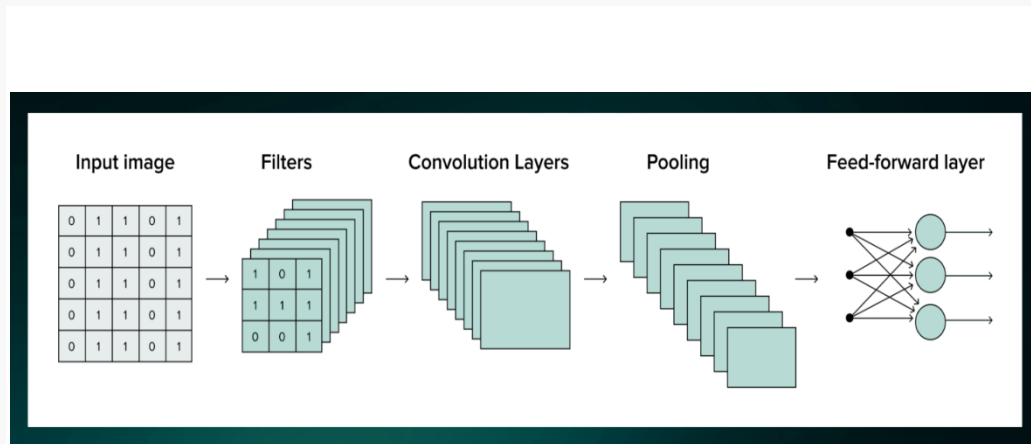 Input image
Filters
Convolution Layers
Pooling
Feed-forward layer
0 1 1 0 1
0 1 1 0 1
0 1 1 0 1
0 1 1 0 1
0 1 1 0 1
1 0 1
1 1 1
0 0 1